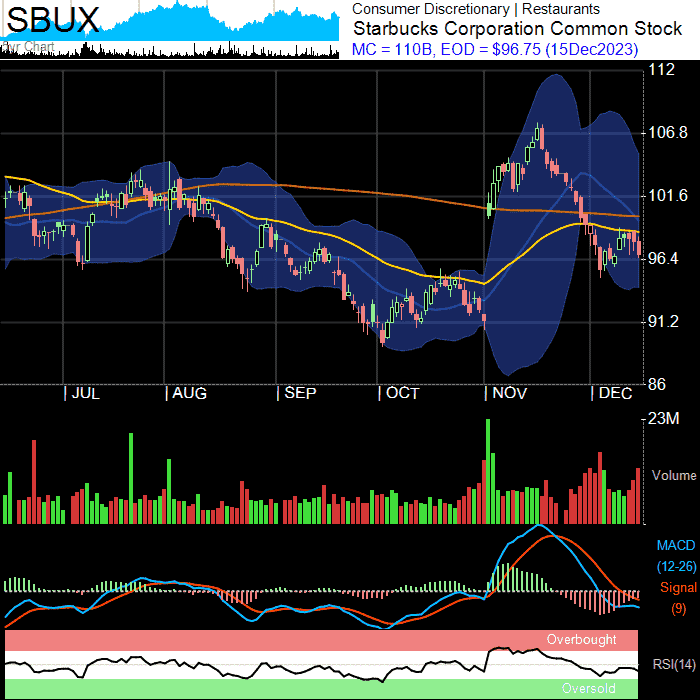 SBUX
Consumer Discretionary | Restaurants
Starbucks Corporation Common Stock
MC = 110B, EOD = $96.75 (15Dec2023)
5yr Chart
112
106.8
101.6
96.4
91.2
86
| JUL | AUG | SEP | OCT | NOV | DEC
23M
Volume
MACD
(12-26)
Signal
(9)
Overbought
RSI(14)
Oversold